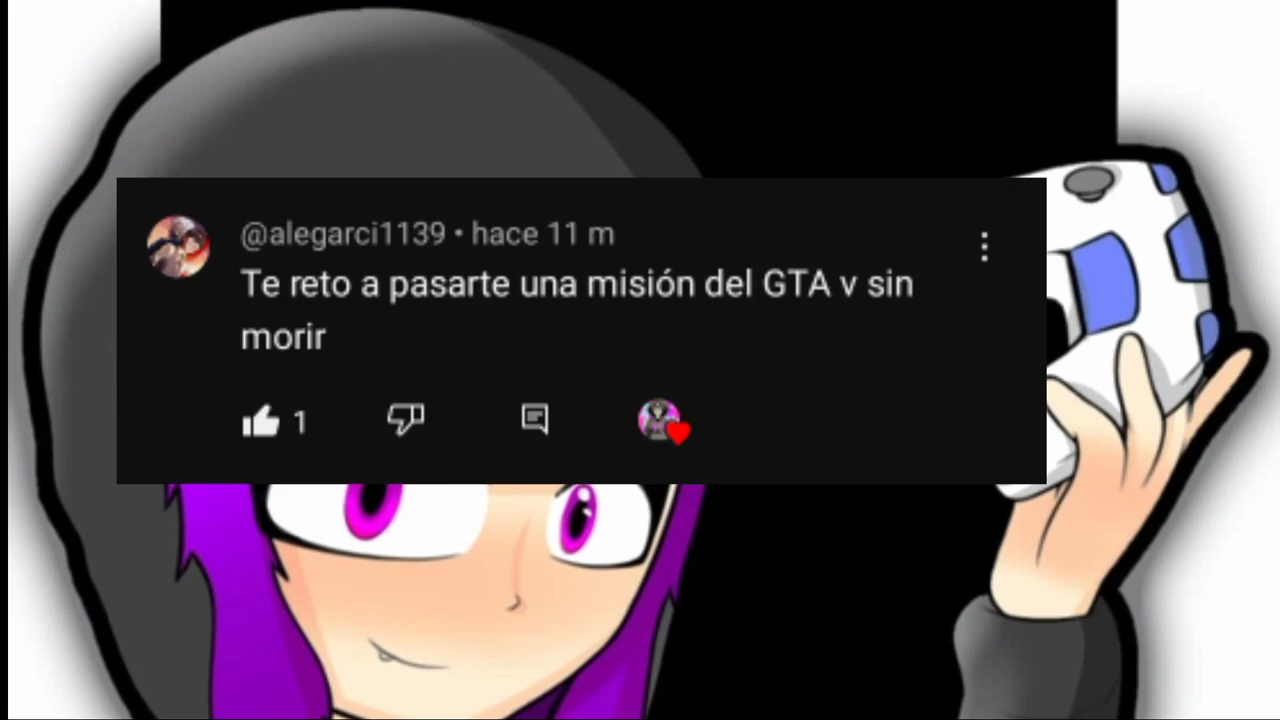 @alegarci1139 • hace 11 m
Te reto a pasarte una misión del GTA v sin
morir
1